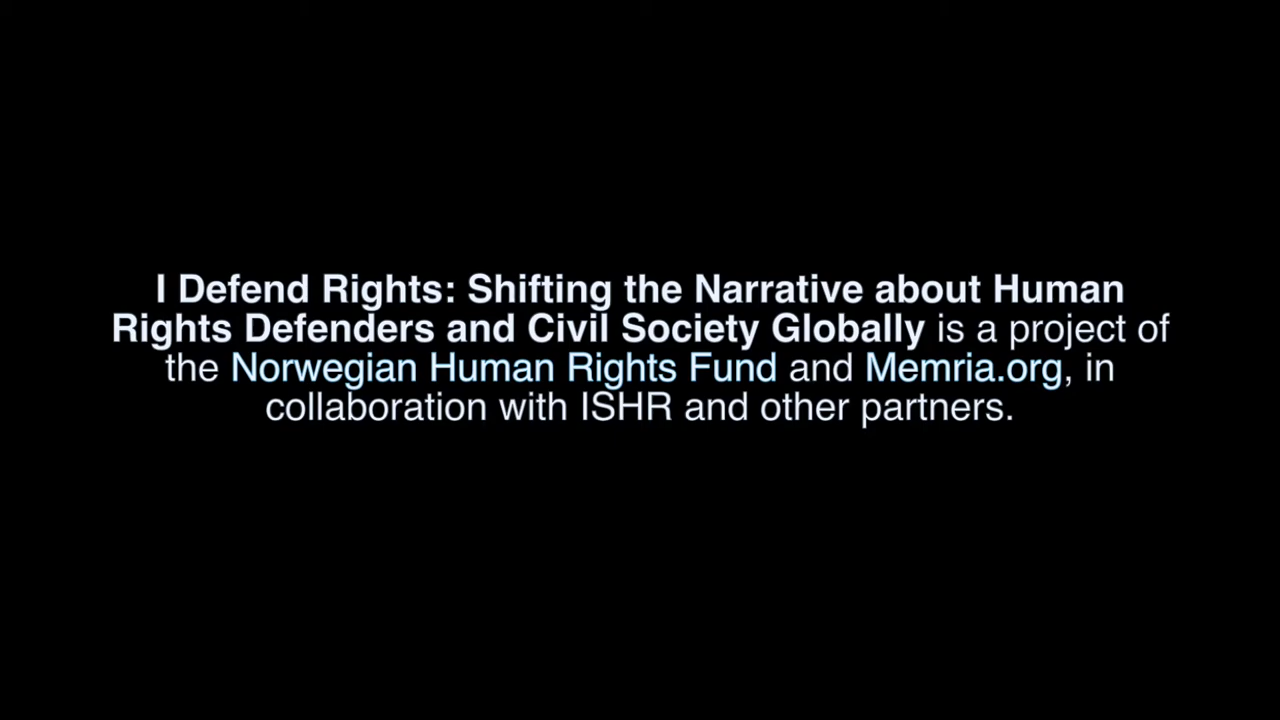 I Defend Rights: Shifting the Narrative about Human
Rights Defenders and Civil Society Globally is a project of
the Norwegian Human Rights Fund and Memria.org, in
collaboration with ISHR and other partners.